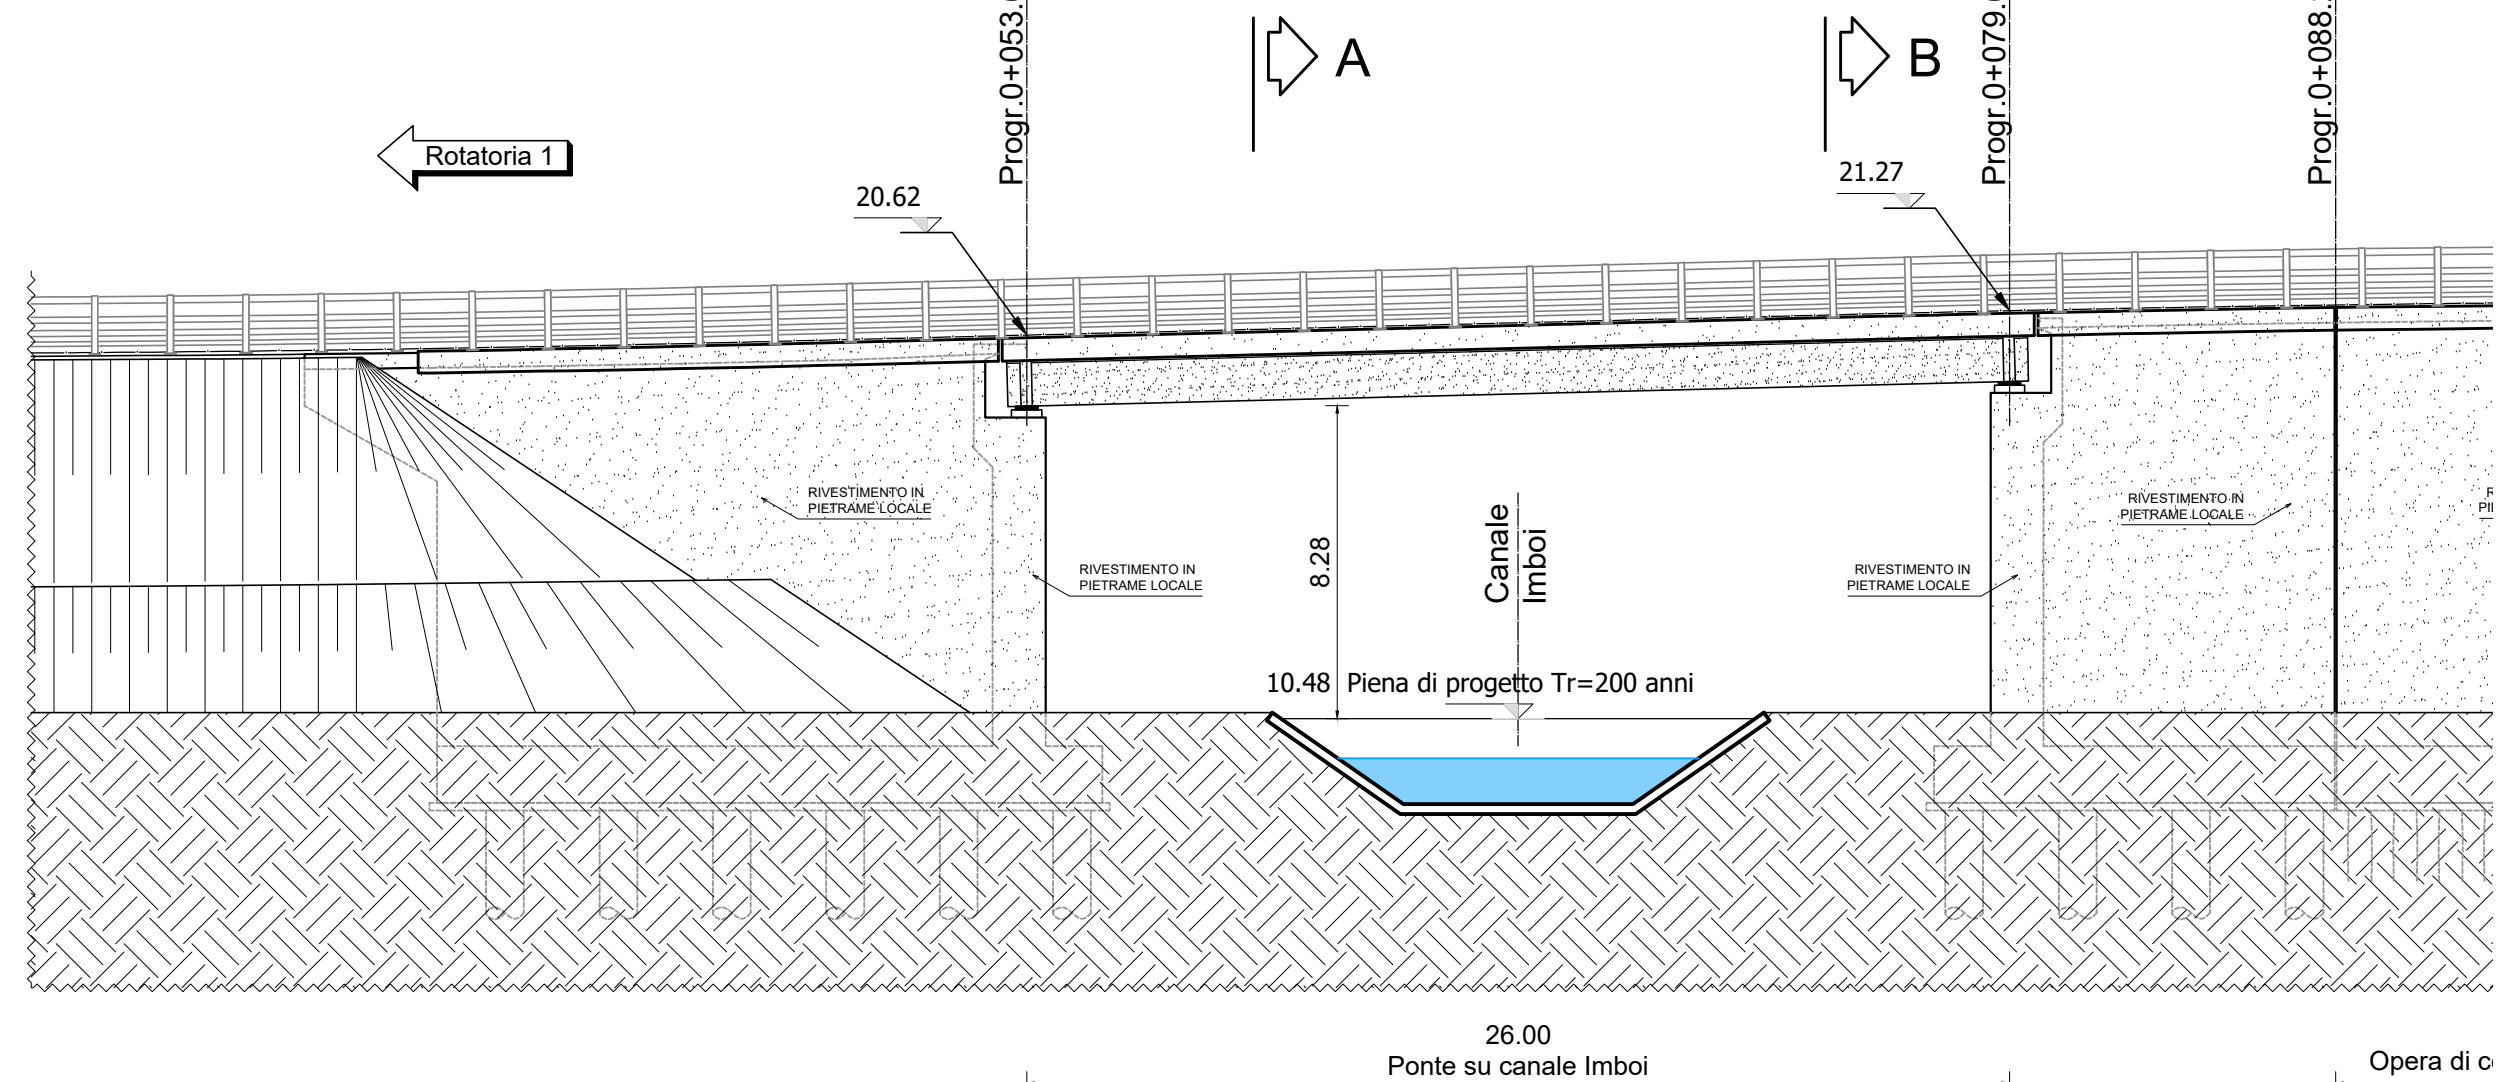 Progr.0+053.
A
B
Progr.0+079.
Progr.0+088.
Rotatoria 1
20.62
21.27
RIVESTIMENTO IN
PIETRAME LOCALE
RIVESTIMENTO IN
PIETRAME LOCALE
8.28
Canale
Imboi
RIVESTIMENTO IN
PIETRAME LOCALE
RIVESTIMENTO IN
PIETRAME LOCALE
10.48 Piena di progetto Tr=200 anni
26.00
Ponte su canale Imboi
Opera di